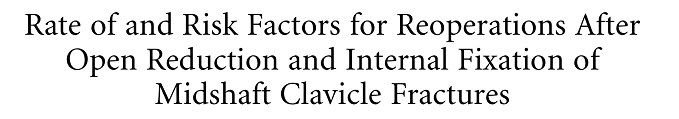 Rate of and Risk Factors for Reoperations After
Open Reduction and Internal Fixation of
Midshaft Clavicle Fractures